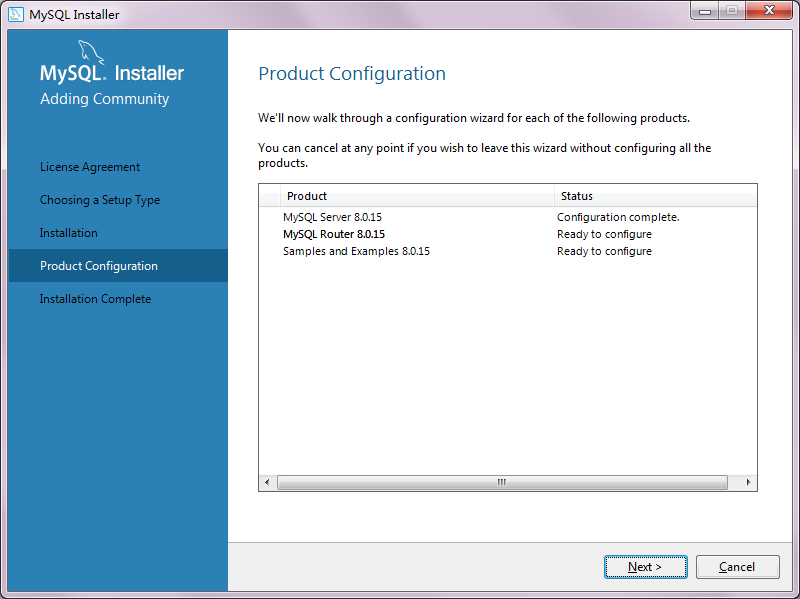 MySQL Installer
MySQL. Installer
Adding Community
License Agreement
Choosing a Setup Type
Installation
Product Configuration
Installation Complete
Product Configuration
We'll now walk through a configuration wizard for each of the following products.
You can cancel at any point if you wish to leave this wizard without configuring all the
products.
Product Status
MySQL Server 8.0.15 Configuration complete.
MySQL Router 8.0.15 Ready to configure
Samples and Examples 8.0.15 Ready to configure
Next >
Cancel